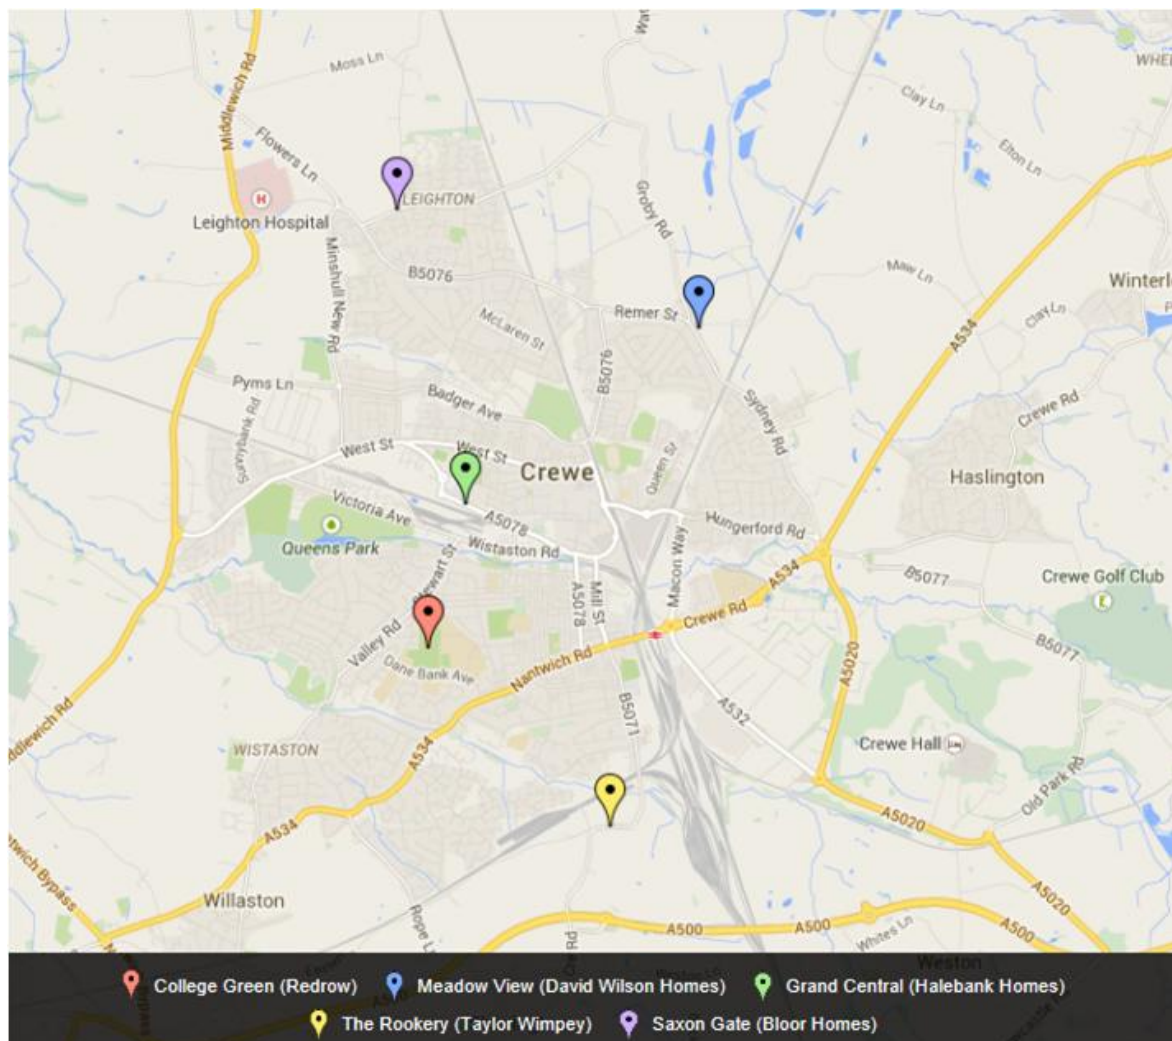 Moss Ln
WHE
Middlewich Rd
Flowers Ln
Clay Ln
Elton Ln
LEIGHTON
Leighton Hospital
H
Groby Rd
Minshull New Rd
B5076
Maw Ln
Winterl
Remer St
Clay Ln
McLaren St
A534
B5076
Pyms Ln
Badger Ave
Sydney Rd
Crewe Rd
Sunnybank Rd
West St
West St
Queen St
Crewe
Haslington
Victoria Ave
A5078
Hungerford Rd
Queens Park
Wistaston Rd
Macon Way
B5077
Crewe Golf Club
Stewart St
A5078
Mill St
A534
Crewe Rd
Valley Rd
B5077
Dane Bank Ave
Nantwich Rd
A5020
B5071
A532
ddlewich Rd
WISTASTON
Crewe Hall
A534
Old Park Rd
A534
A5020
ntwich Bypass
A5020
Willaston
Rope L
A500
A500
A500
Whites Ln
Weston
College Green (Redrow) Meadow View (David Wilson Homes) Grand Central (Halebank Homes)
The Rookery (Taylor Wimpey) Saxon Gate (Bloor Homes)